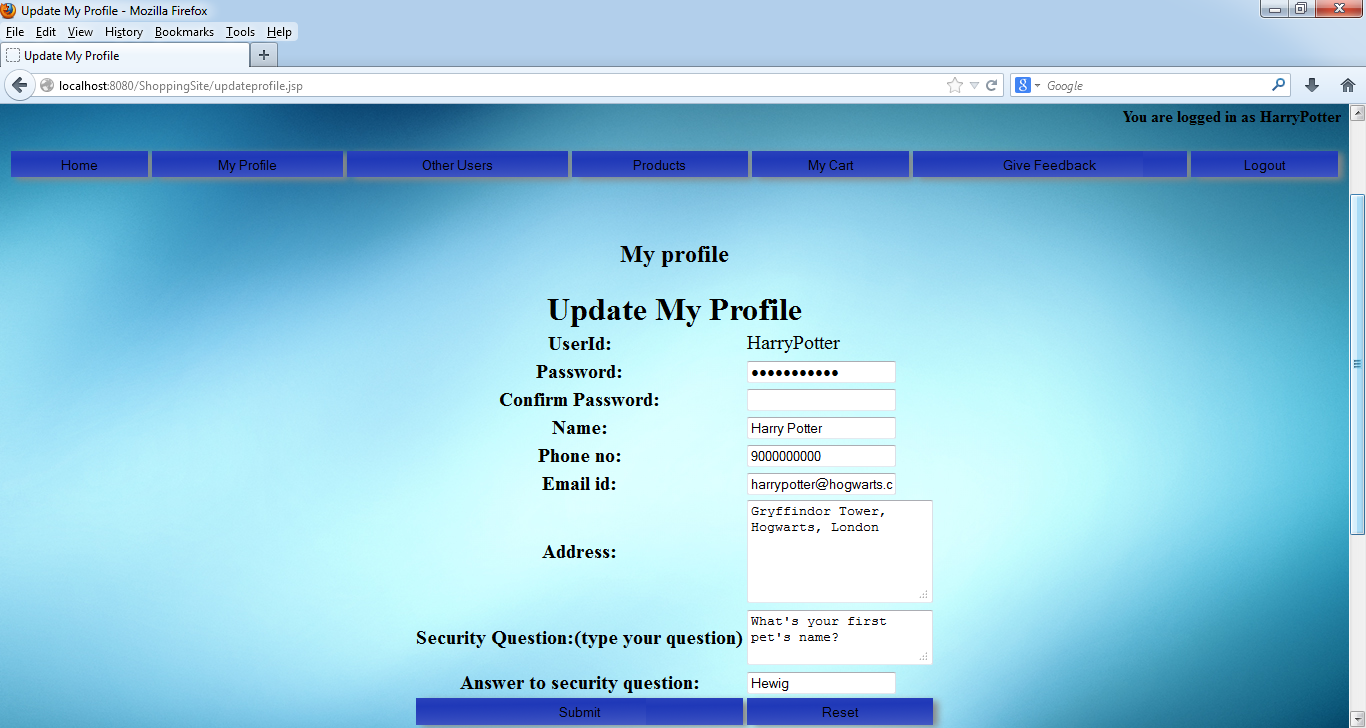 Update My Profile - Mozilla Firefox
File Edit View History Bookmarks Tools Help
Update My Profile
localhost:8080/ShoppingSite/updateprofile.jsp
Google
You are logged in as HarryPotter
Home My Profile Other Users Products My Cart Give Feedback Logout
My profile
Update My Profile
UserId: HarryPotter
Password: •••••••••••
Confirm Password:
Name: Harry Potter
Phone no: 9000000000
Email id: harrypotter@hogwarts.c
Address: Gryffindor Tower,
Hogwarts, London
Security Question:(type your question) What's your first
pet's name?
Answer to security question: Hewig
Submit Reset